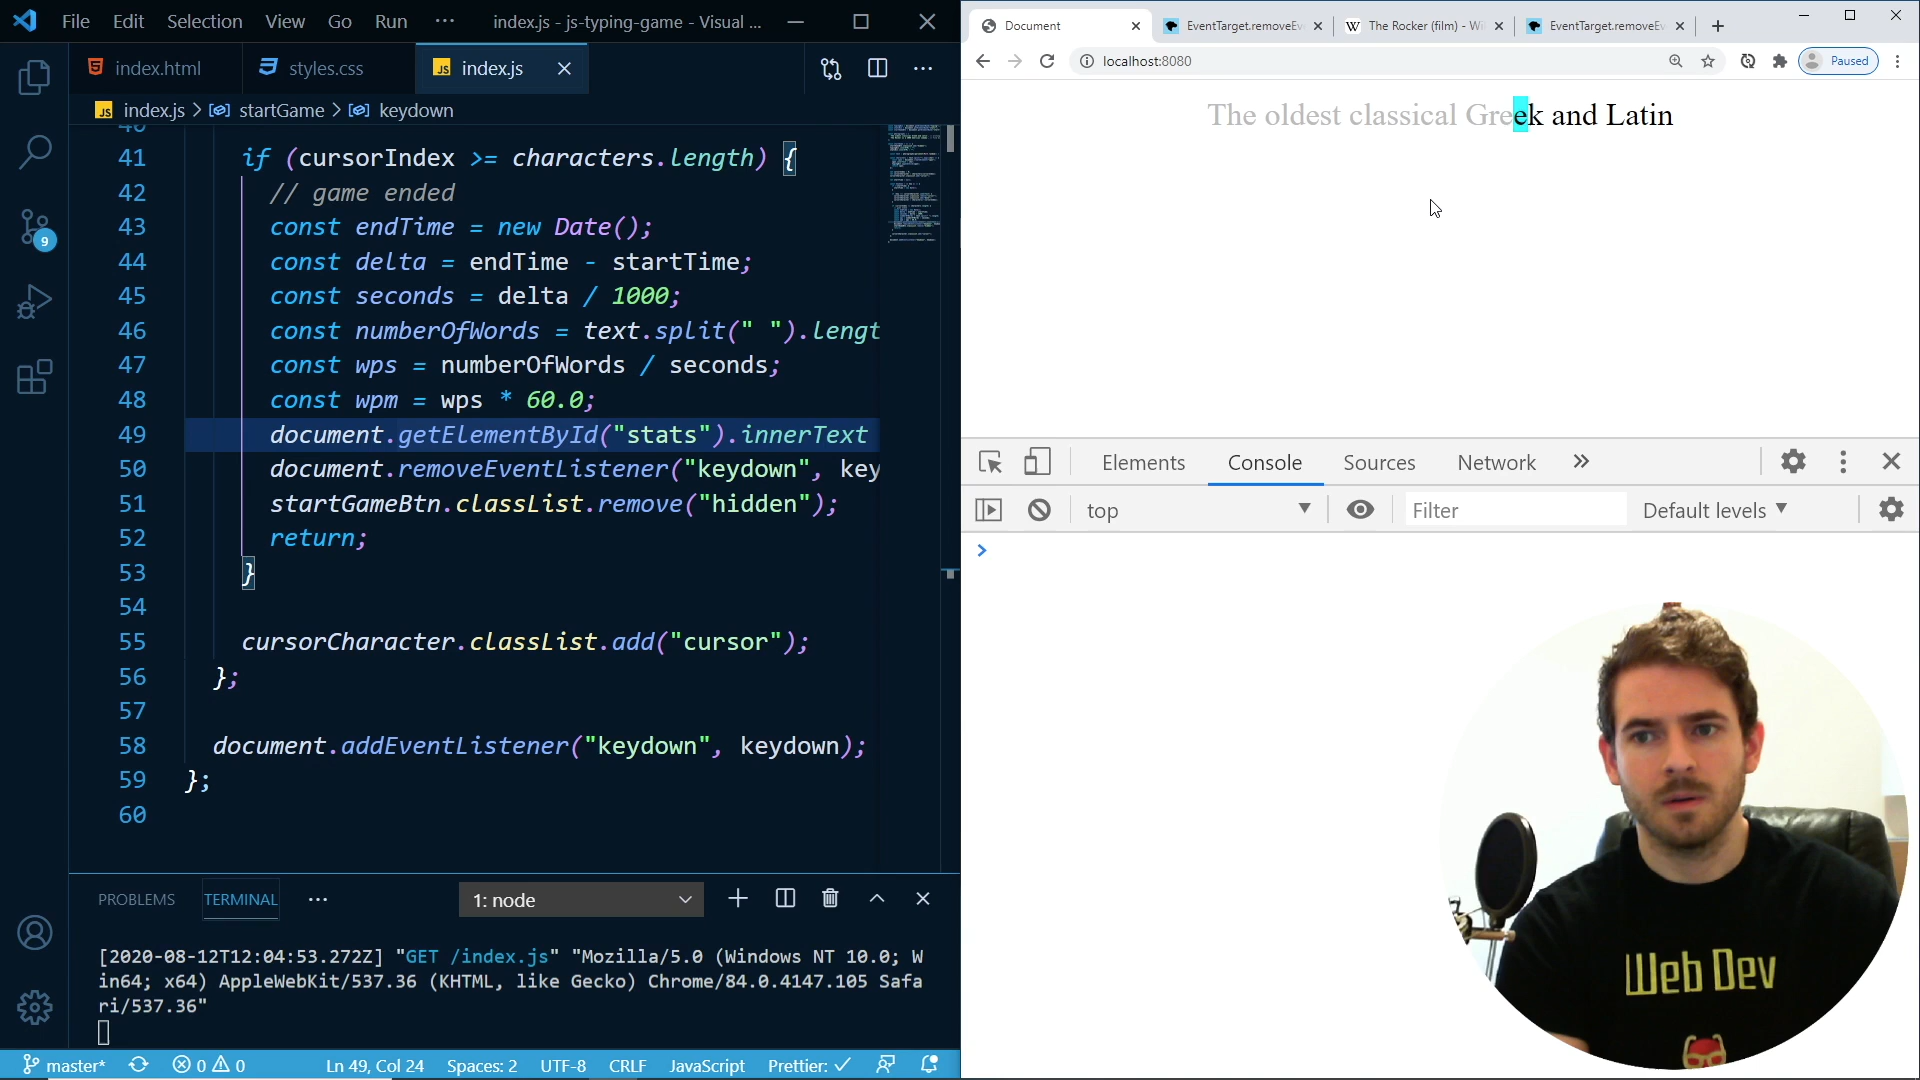 File Edit Selection View Go Run ··· index.js - js-typing-game - Visual ...
index.html styles.css JS index.js
JS index.js > startGame > keydown
40
41 if (cursorIndex >= characters.length) {
42 // game ended
43 const endTime = new Date();
44 const delta = endTime - startTime;
45 const seconds = delta / 1000;
46 const numberOfWords = text.split(" ").lengt
47 const wps = numberOfWords / seconds;
48 const wpm = wps * 60.0;
49 document.getElementById("stats").innerText
50 document.removeEventListener("keydown", key
51 startGameBtn.classList.remove("hidden");
52 return;
53 }
54
55 cursorCharacter.classList.add("cursor");
56 };
57
58 document.addEventListener("keydown", keydown);
59 };
60
9
PROBLEMS TERMINAL ··· 1: node
[2020-08-12T12:04:53.272Z] "GET /index.js" "Mozilla/5.0 (Windows NT 10.0; W
in64; x64) AppleWebKit/537.36 (KHTML, like Gecko) Chrome/84.0.4147.105 Safa
ri/537.36"
master* 0 0 Ln 49, Col 24 Spaces: 2 UTF-8 CRLF JavaScript Prettier: ✓
Document EventTarget.removeEve W The Rocker (film) - Wi EventTarget.removeEve
localhost:8080 Paused
The oldest classical Greek and Latin
Elements Console Sources Network »
top Filter Default levels
>
Web Dev